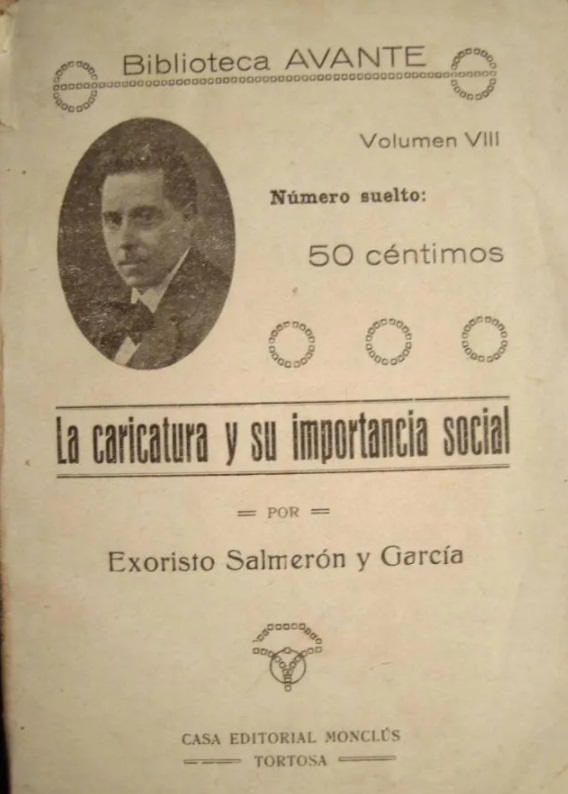 Biblioteca AVANTE
Volumen VIII
Número suelto:
50 céntimos
La caricatura y su importancia social
POR
Exoristo Salmerón y García
CASA EDITORIAL MONCLÚS
TORTOSA